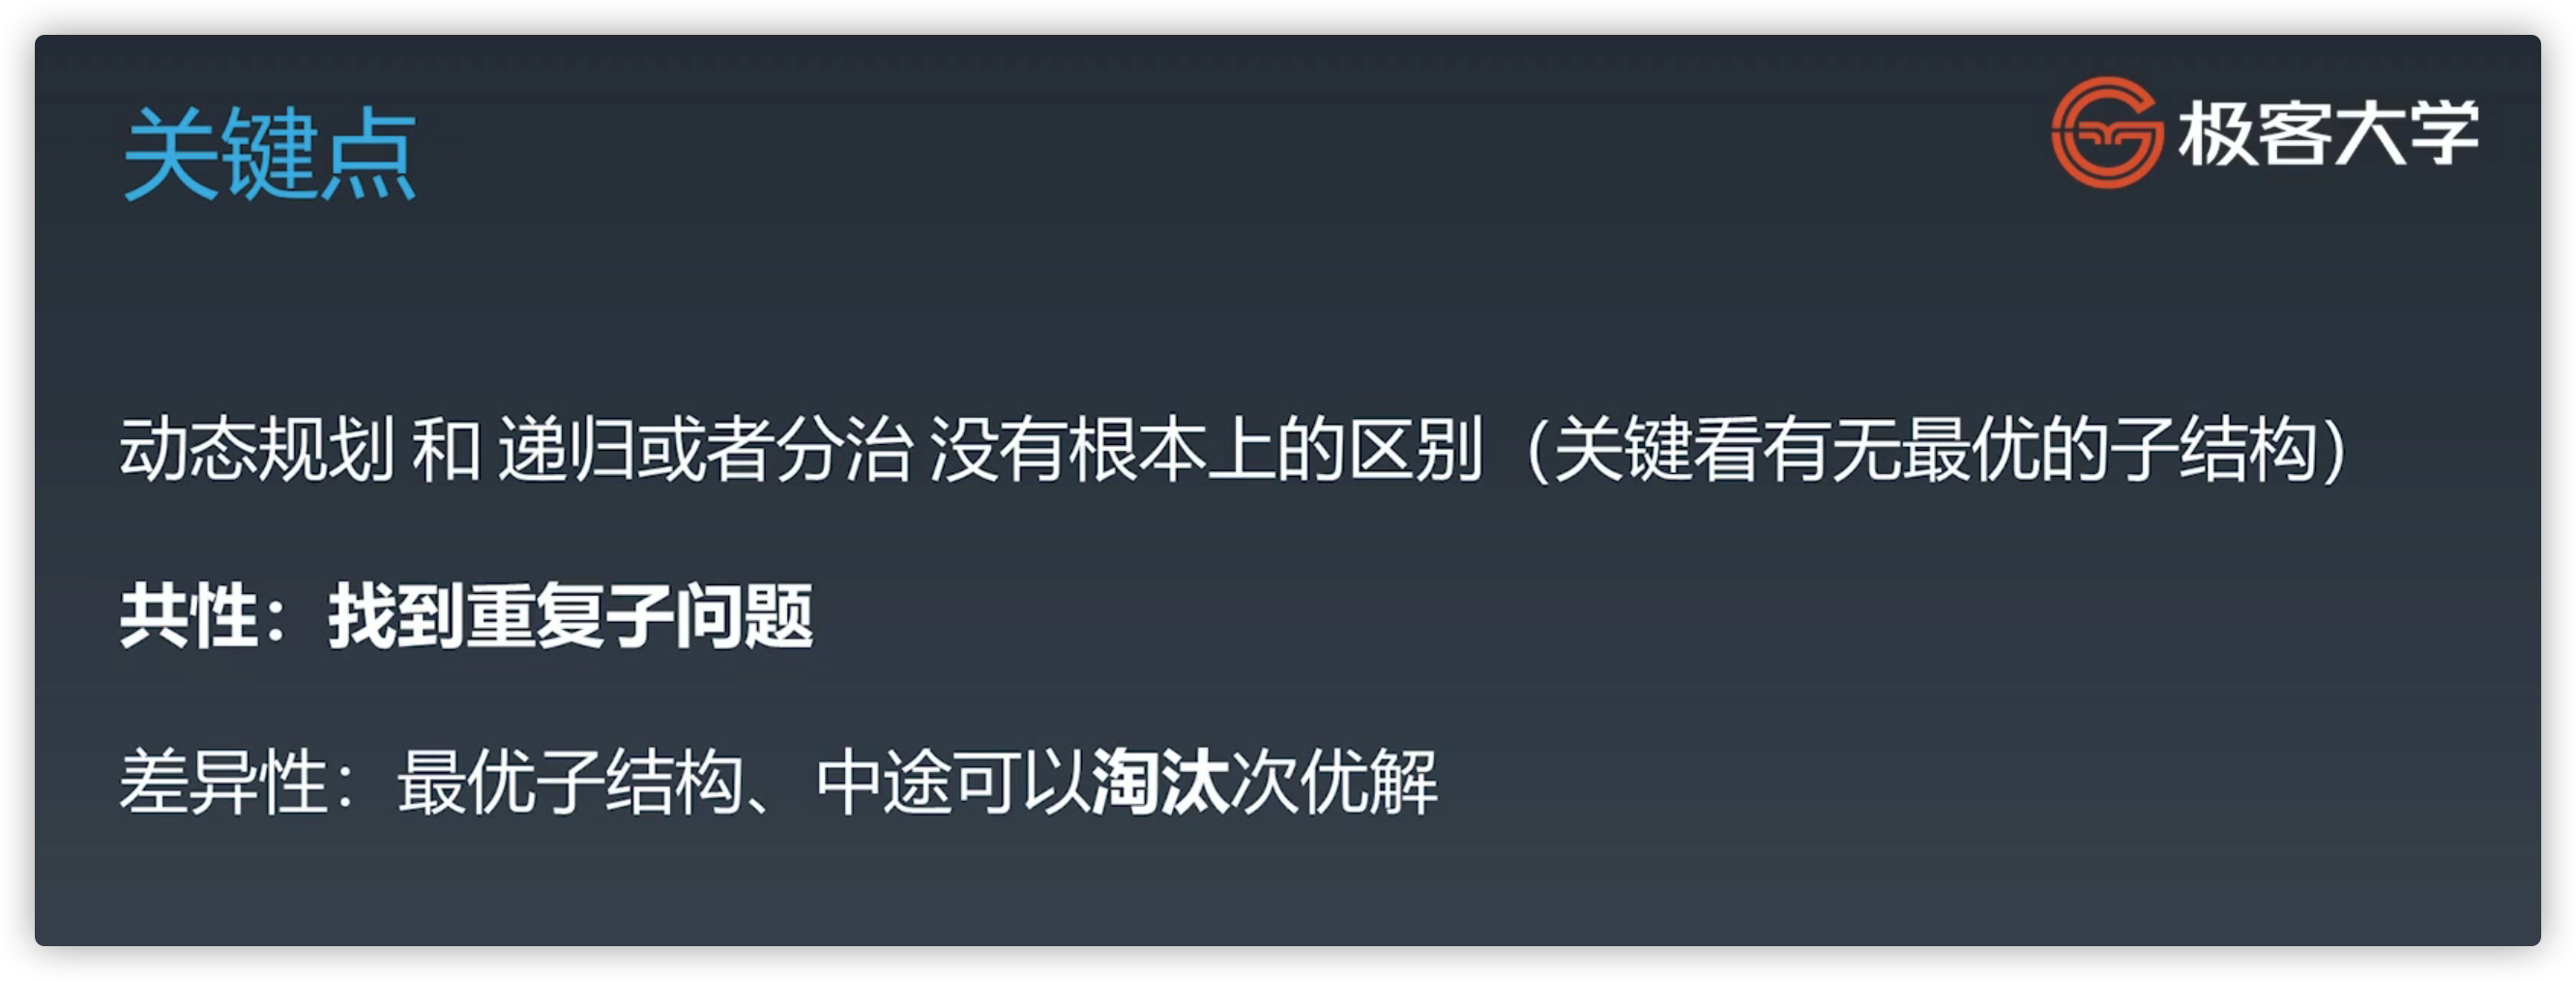 关键点
极客大学
动态规划 和 递归或者分治 没有根本上的区别（关键看有无最优的子结构）
共性：找到重复子问题
差异性：最优子结构、中途可以淘汰次优解